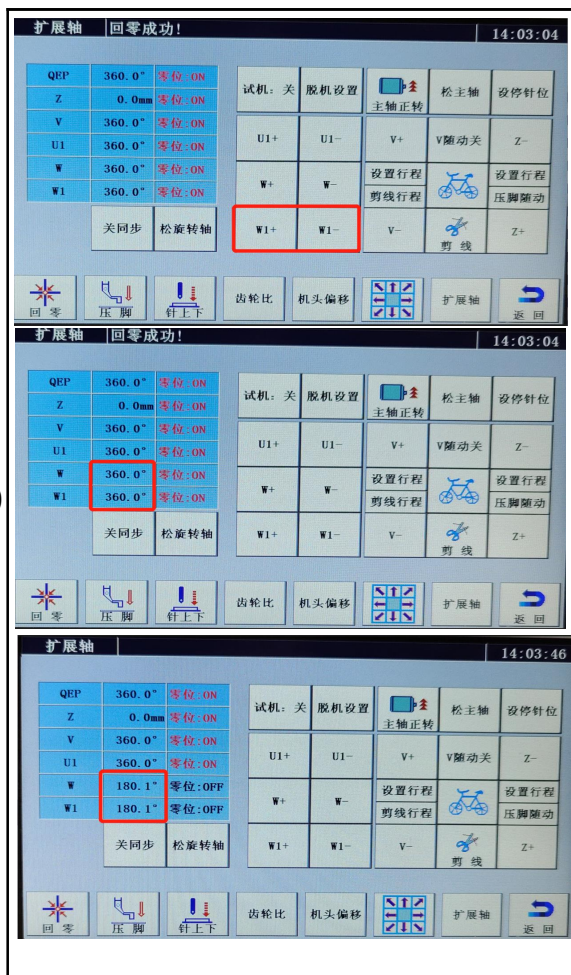 扩展轴 回零成功! 14:03:04
QEP 360.0° 零位:ON
Z 0.0mm 零位:ON
V 360.0° 零位:ON
U1 360.0° 零位:ON
W 360.0° 零位:ON
W1 360.0° 零位:ON
关同步 松旋转轴
试机: 关 脱机设置 主轴正转 松主轴 设停针位
U1+ U1- V+ V随动关 Z-
W+ W- 设置行程 剪线行程 设置行程 压脚随动
W1+ W1- V- 剪线 Z+
回零 压脚 针上下 齿轮比 机头偏移 扩展轴 返回
扩展轴 回零成功! 14:03:04
QEP 360.0° 零位:ON
Z 0.0mm 零位:ON
V 360.0° 零位:ON
U1 360.0° 零位:ON
W 360.0° 零位:ON
W1 360.0° 零位:ON
关同步 松旋转轴
试机: 关 脱机设置 主轴正转 松主轴 设停针位
U1+ U1- V+ V随动关 Z-
W+ W- 设置行程 剪线行程 设置行程 压脚随动
W1+ W1- V- 剪线 Z+
回零 压脚 针上下 齿轮比 机头偏移 扩展轴 返回
扩展轴 14:03:46
QEP 360.0° 零位:ON
Z 0.0mm 零位:ON
V 360.0° 零位:ON
U1 360.0° 零位:ON
W 180.1° 零位:OFF
W1 180.1° 零位:OFF
关同步 松旋转轴
试机: 关 脱机设置 主轴正转 松主轴 设停针位
U1+ U1- V+ V随动关 Z-
W+ W- 设置行程 剪线行程 设置行程 压脚随动
W1+ W1- V- 剪线 Z+
回零 压脚 针上下 齿轮比 机头偏移 扩展轴 返回